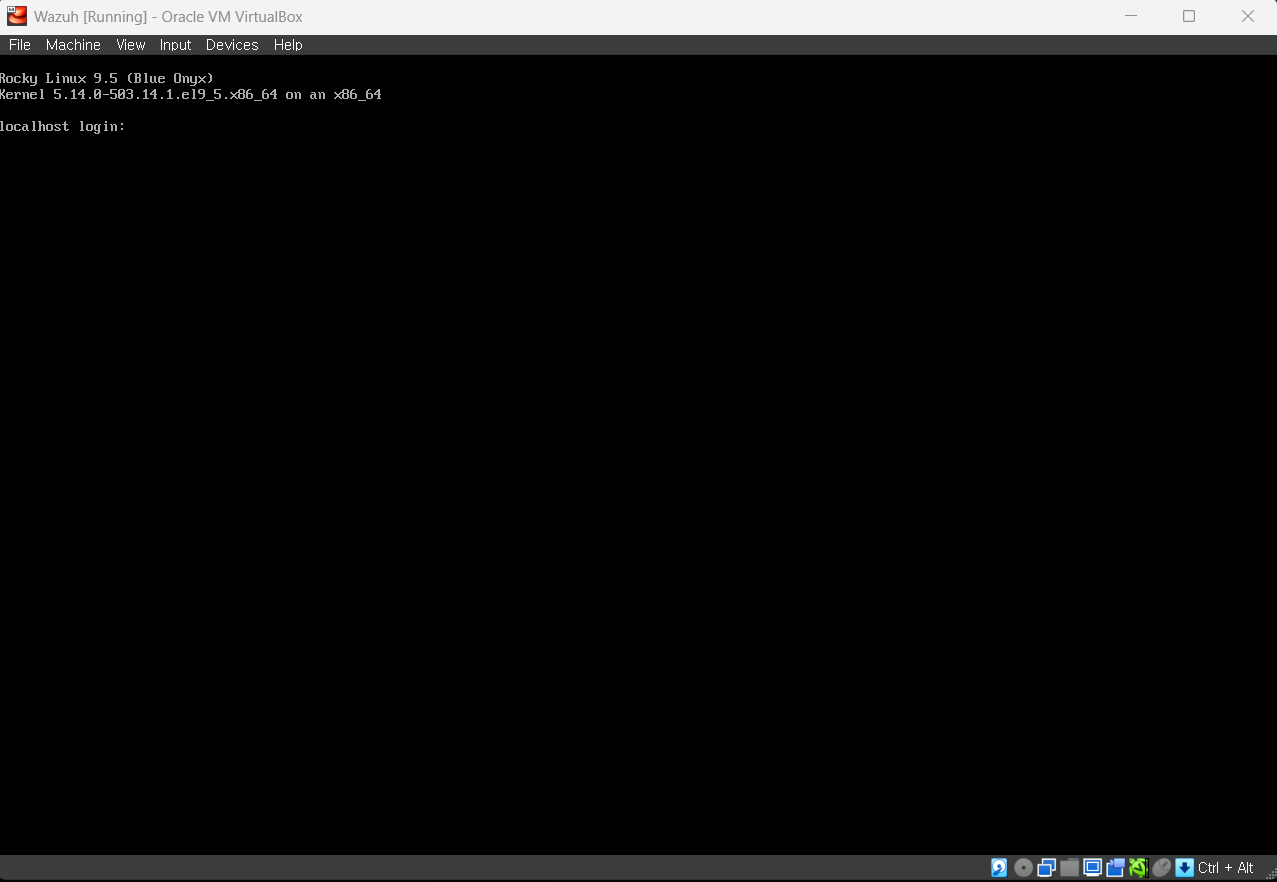 Wazuh [Running] - Oracle VM VirtualBox
File Machine View Input Devices Help
Rocky Linux 9.5 (Blue Onyx)
Kernel 5.14.0-503.14.1.el9_5.x86_64 on an x86_64
localhost login:
Ctrl + Alt